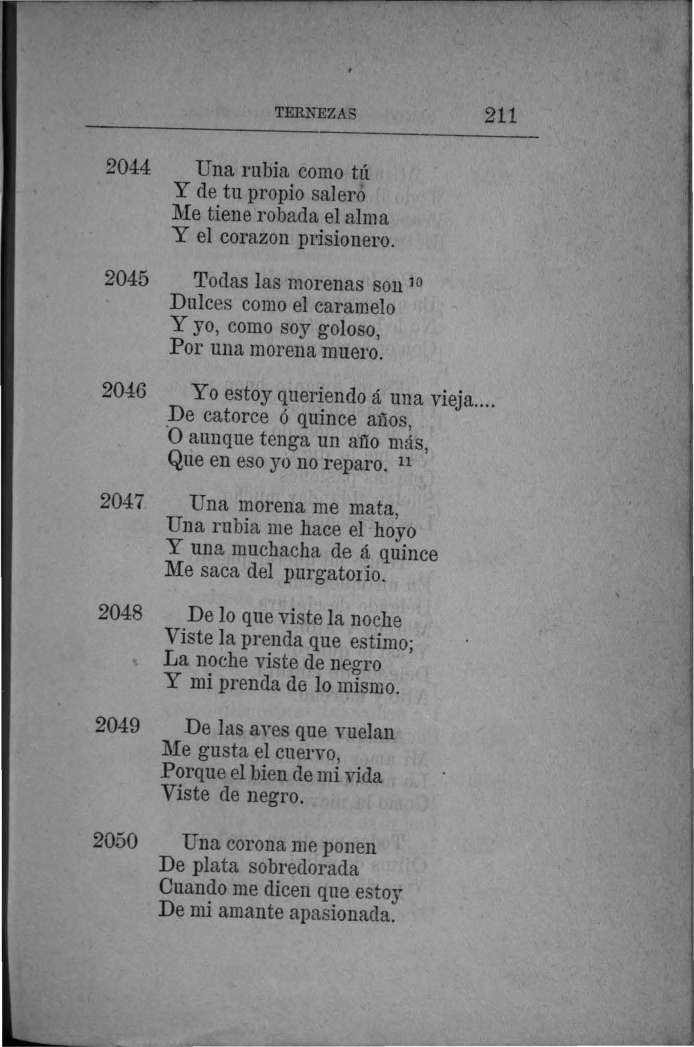 TERNEZAS 211
2044 Una rubia como tú
Y de tu propio salero
Me tiene robada el alma
Y el corazon prisionero.
2045 Todas las morenas son ¹⁰
Dulces como el caramelo
Y yo, como soy goloso,
Por una morena muero.
2046 Yo estoy queriendo á una vieja....
De catorce ó quince años,
O aunque tenga un año más,
Que en eso yo no reparo. ¹¹
2047 Una morena me mata,
Una rubia me hace el hoyo
Y una muchacha de á quince
Me saca del purgatorio.
2048 De lo que viste la noche
Viste la prenda que estimo;
La noche viste de negro
Y mi prenda de lo mismo.
2049 De las aves que vuelan
Me gusta el cuervo,
Porque el bien de mi vida
Viste de negro.
2050 Una corona me ponen
De plata sobredorada
Cuando me dicen que estoy
De mi amante apasionada.